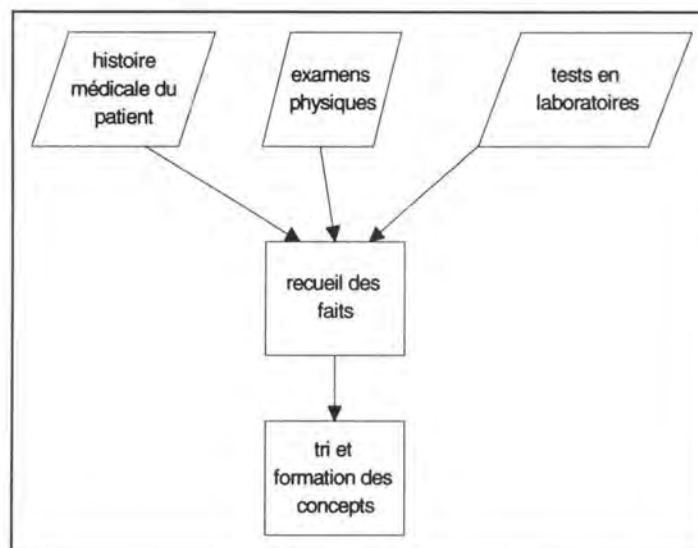 histoire
médicale du
patient
examens
physiques
tests en
laboratoires
recueil des
faits
tri et
formation des
concepts